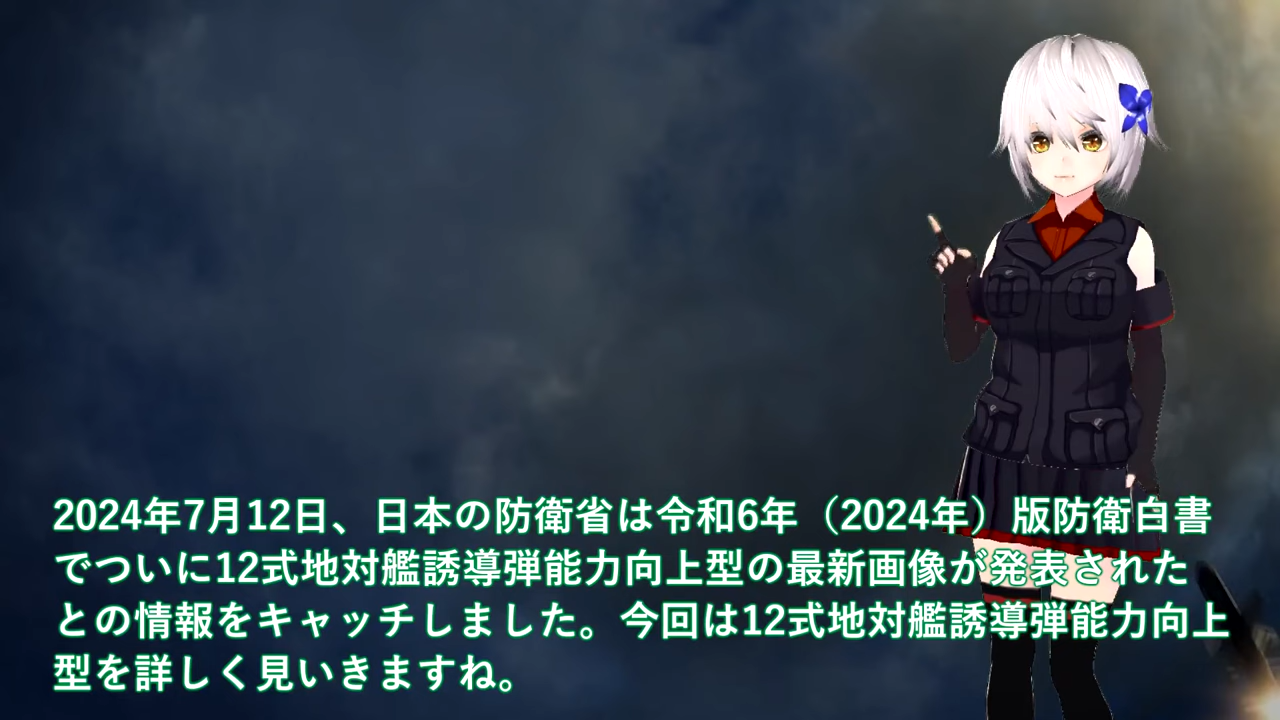 2024年7月12日、日本の防衛省は令和6年（2024年）版防衛白書
でついに12式地対艦誘導弾能力向上型の最新画像が発表された
との情報をキャッチしました。今回は12式地対艦誘導弾能力向上
型を詳しく見いきますね。